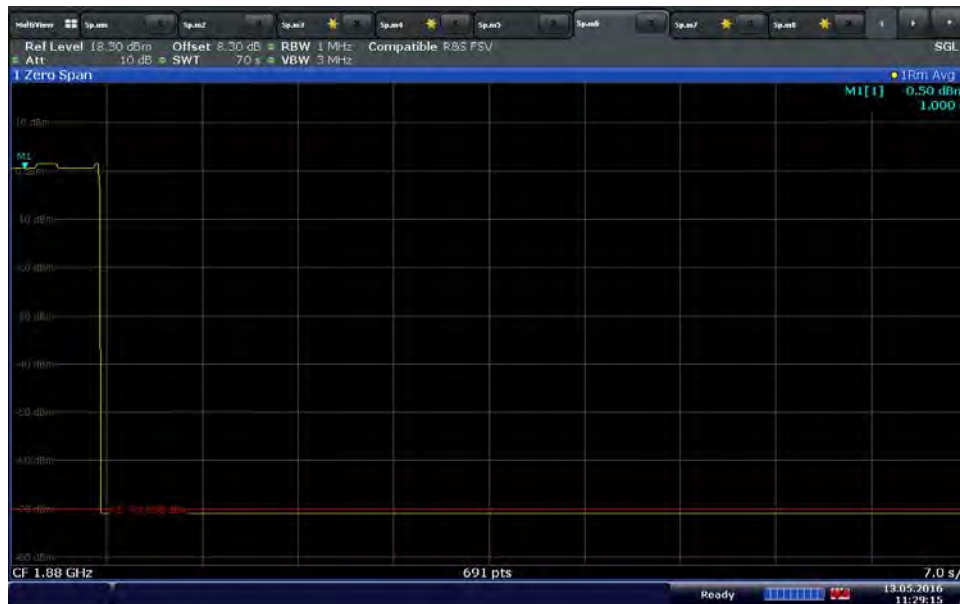 MultiView Sp.um Sp.m2 Sp.m3 Sp.m4 Sp.m5 Sp.m6 Sp.m7 Sp.m8
Ref Level 18.30 dBm Offset 8.30 dB RBW 1 MHz Compatible R&S FSV SGL
Att 10 dB SWT 70 s VBW 3 MHz
1 Zero Span 1Rm Avg
M1[1] 0.50 dBm
1.000
10 dBm
M1
CF 1.88 GHz 691 pts 7.0 s/
Ready 13.05.2016
11:29:15